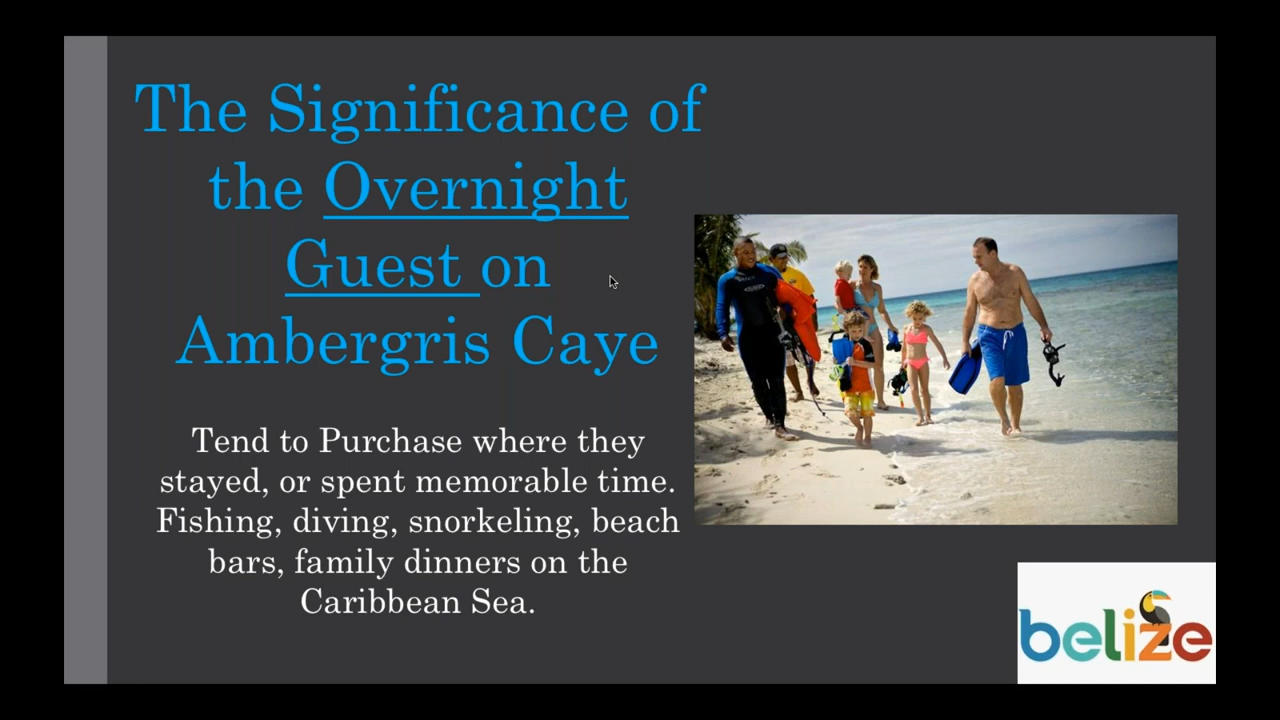 The Significance of
the Overnight
Guest on
Ambergris Caye
Tend to Purchase where they
stayed, or spent memorable time.
Fishing, diving, snorkeling, beach
bars, family dinners on the
Caribbean Sea.
belize